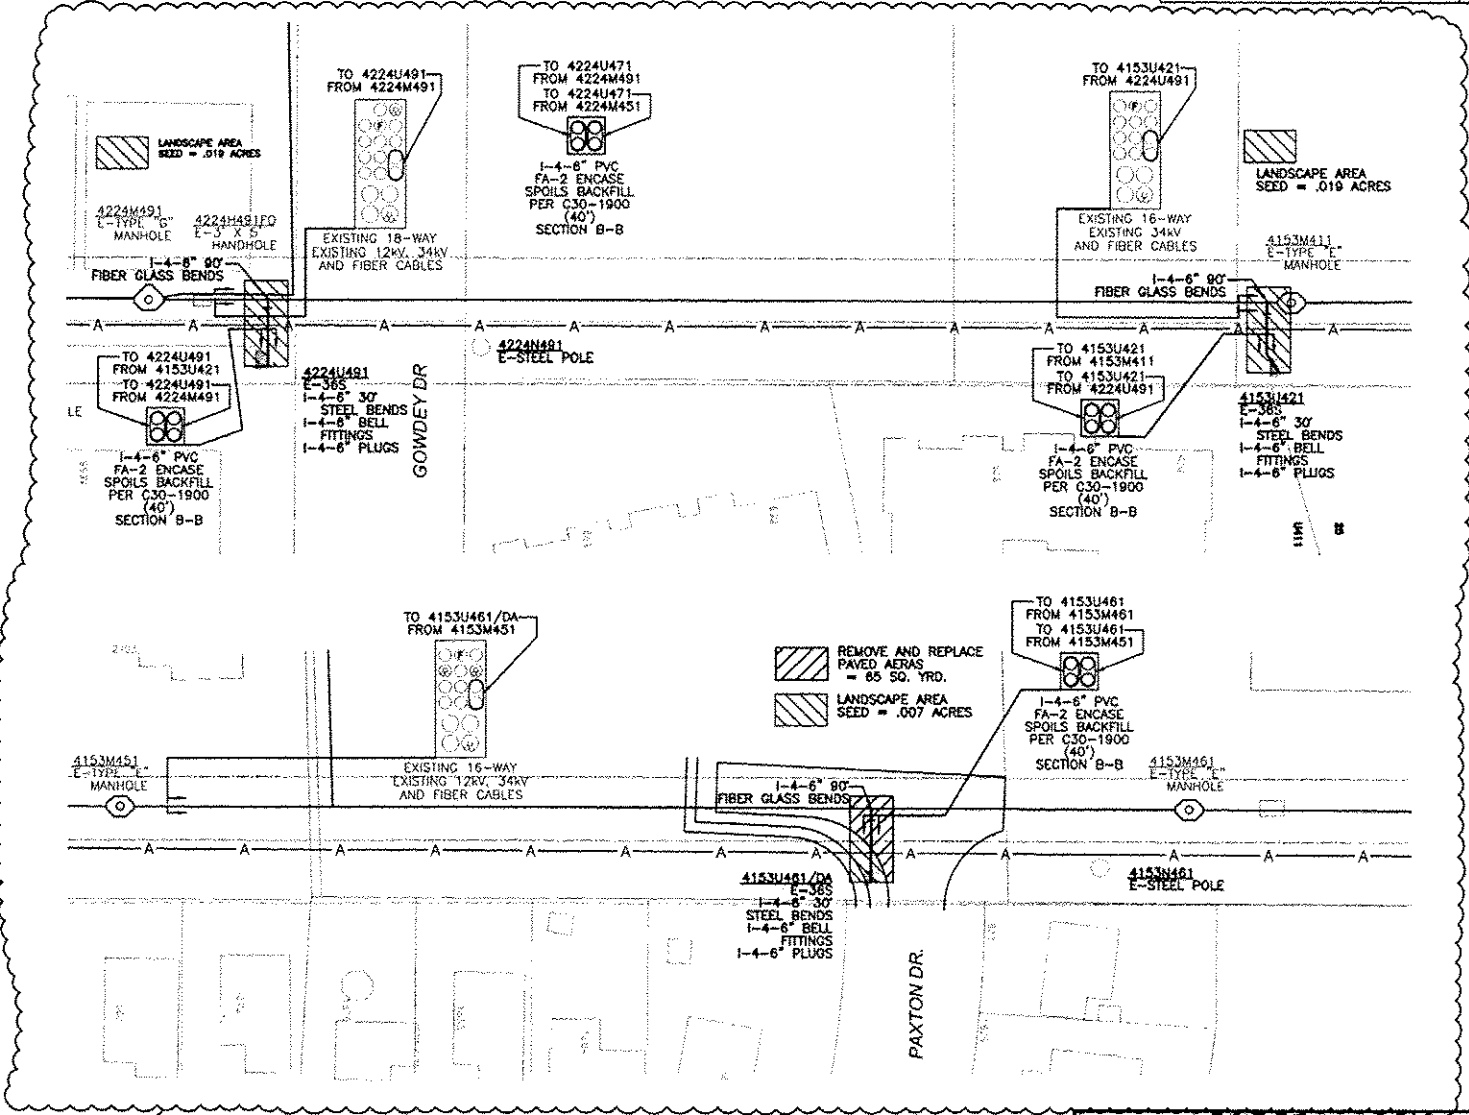 TO 4224U491
FROM 4224M491
TO 4224U471
FROM 4224M491
TO 4224U471
FROM 4224M451
TO 4153U421
FROM 4224U491
LANDSCAPE AREA
SEED = .019 ACRES
1-4-6" PVC
FA-2 ENCASE
SPOILS BACKFILL
PER C30-1900
(40')
SECTION B-B
LANDSCAPE AREA
SEED = .019 ACRES
4224M491
E-TYPE "G"
MANHOLE
4224H491FO
E-3' X 5'
HANDHOLE
EXISTING 18-WAY
EXISTING 12kV, 34kV
AND FIBER CABLES
EXISTING 16-WAY
EXISTING 34kV
AND FIBER CABLES
4153M411
E-TYPE "E"
MANHOLE
1-4-6" 90°
FIBER GLASS BENDS
1-4-6" 90°
FIBER GLASS BENDS
A A A A A A A A A A A A A A
TO 4224U491
FROM 4153U421
TO 4224U491
FROM 4224M491
4224N491
E-STEEL POLE
TO 4153U421
FROM 4153M411
TO 4153U421
FROM 4224U491
LE
4224U491
E-36S
1-4-6" 30°
STEEL BENDS
1-4-6" BELL
FITTINGS
1-4-6" PLUGS
GOWDEY DR
4153U421
E-36S
1-4-6" 30°
STEEL BENDS
1-4-6" BELL
FITTINGS
1-4-6" PLUGS
1-4-6" PVC
FA-2 ENCASE
SPOILS BACKFILL
PER C30-1900
(40')
SECTION B-B
1-4-6" PVC
FA-2 ENCASE
SPOILS BACKFILL
PER C30-1900
(40')
SECTION B-B
U411
TO 4153U461/DA
FROM 4153M451
TO 4153U461
FROM 4153M461
TO 4153U461
FROM 4153M451
REMOVE AND REPLACE
PAVED AERAS
= 65 SQ. YRD.
LANDSCAPE AREA
SEED = .007 ACRES
1-4-6" PVC
FA-2 ENCASE
SPOILS BACKFILL
PER C30-1900
(40')
SECTION B-B
4153M451
E-TYPE "E"
MANHOLE
EXISTING 16-WAY
EXISTING 12kV, 34kV
AND FIBER CABLES
1-4-6" 90°
FIBER GLASS BENDS
4153M461
E-TYPE "E"
MANHOLE
A A A A A A A A A A A A A A
4153U461/DA
E-36S
1-4-6" 30°
STEEL BENDS
1-4-6" BELL
FITTINGS
1-4-6" PLUGS
4153N461
E-STEEL POLE
PAXTON DR.